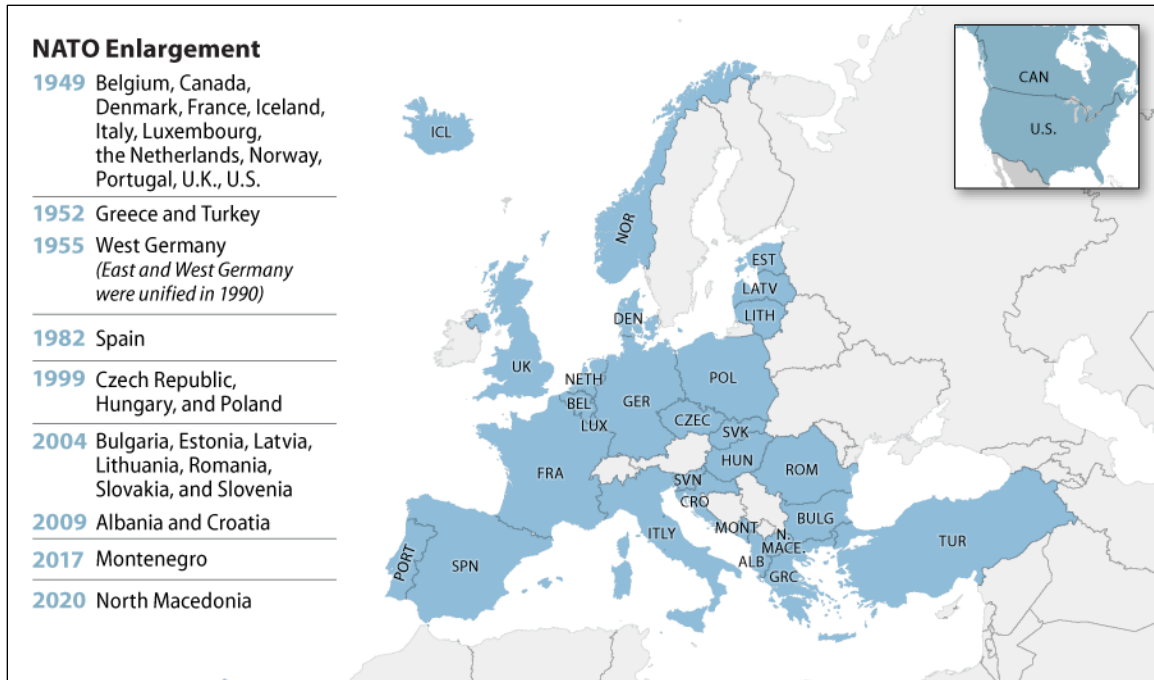 NATO Enlargement
1949 Belgium, Canada,
Denmark, France, Iceland,
Italy, Luxembourg,
the Netherlands, Norway,
Portugal, U.K., U.S.
1952 Greece and Turkey
1955 West Germany
(East and West Germany
were unified in 1990)
1982 Spain
1999 Czech Republic,
Hungary, and Poland
2004 Bulgaria, Estonia, Latvia,
Lithuania, Romania,
Slovakia, and Slovenia
2009 Albania and Croatia
2017 Montenegro
2020 North Macedonia
CAN
U.S.
ICL
NOR
EST
LATV
LITH
DEN
UK
NETH
POL
BEL
GER
LUX
CZEC
SVK
FRA
HUN
ROM
SVN
CRO
MONT
BULG
N.
MACE.
ITLY
ALB
GRC
TUR
PORT
SPN